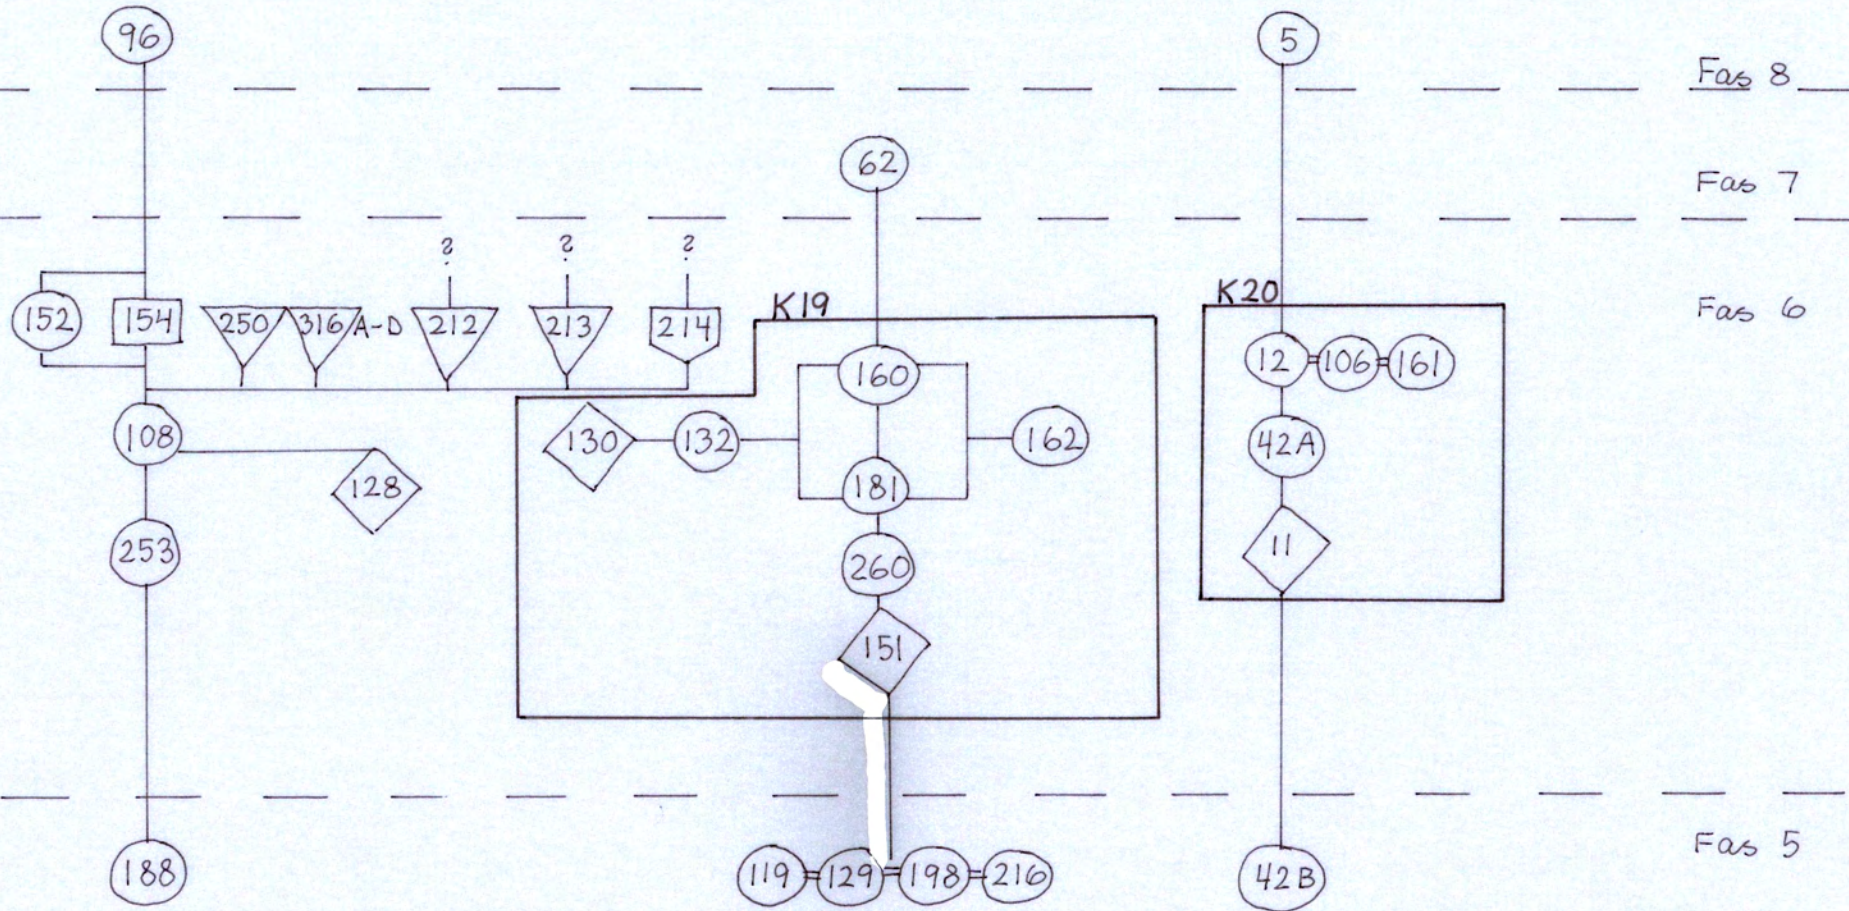 96 5
Fas 8
62
Fas 7
? ? ?
K19 K20
152 154 250 316 A-D 212 213 214 Fas 6
160 12 = 106 = 161
108 130 132 162 42A
128 181
253 260 11
151
Fas 5
188 119 = 129 = 198 = 216 42B